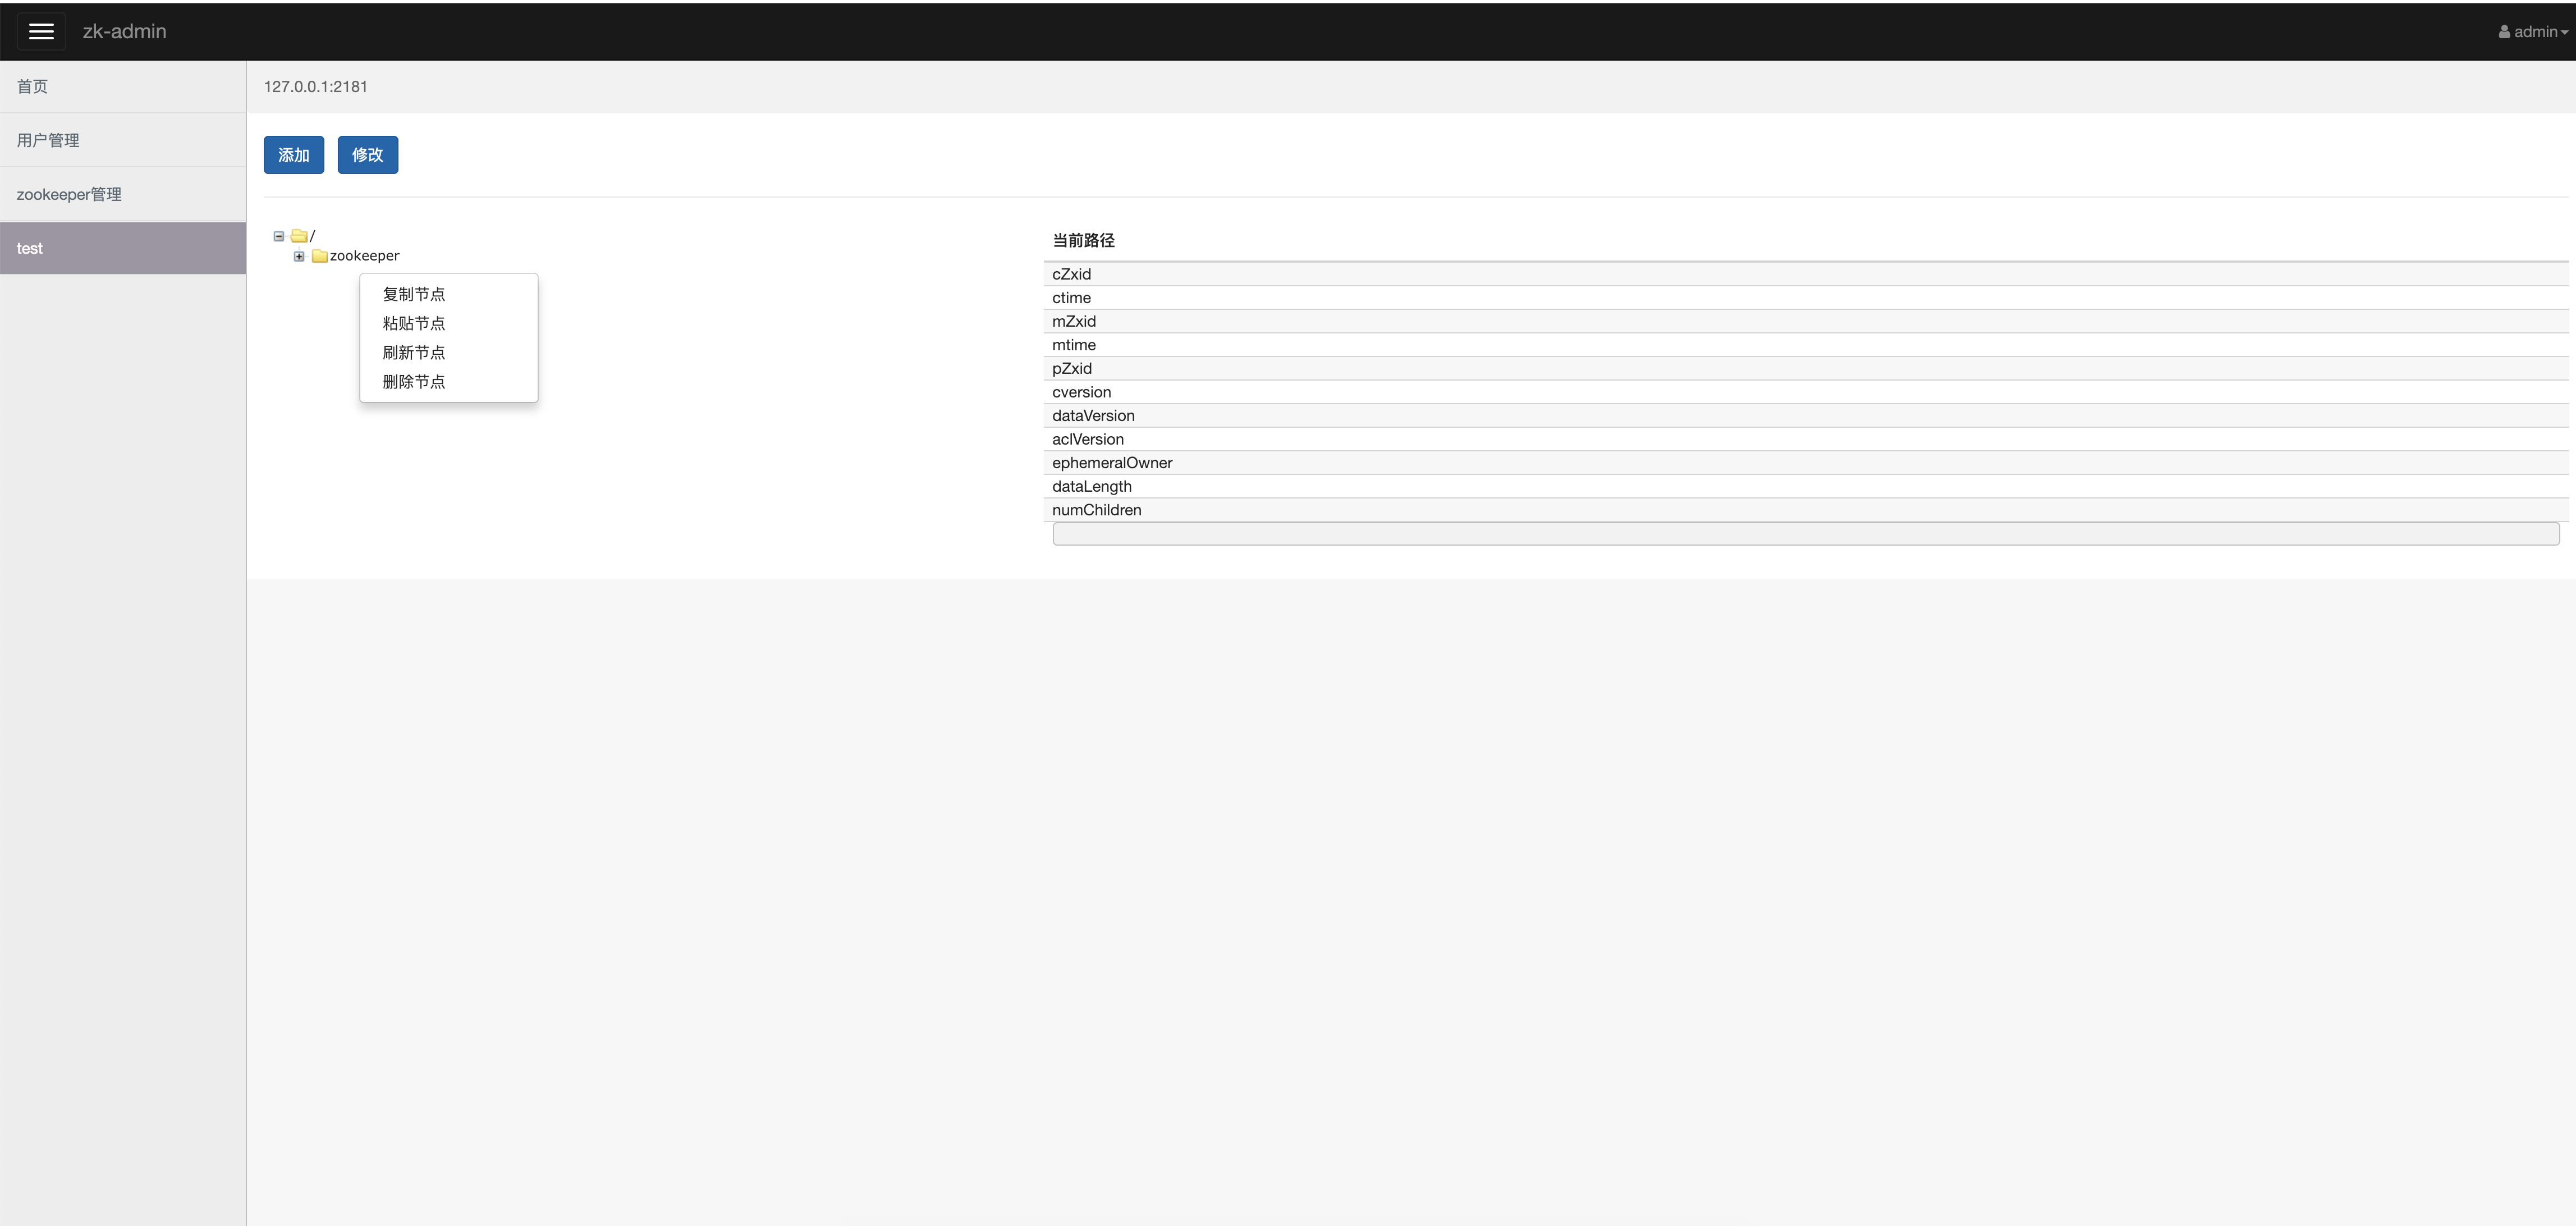 zk-admin
admin
首页
用户管理
zookeeper管理
test
127.0.0.1:2181
添加
修改
/
zookeeper
复制节点
粘贴节点
刷新节点
删除节点
当前路径
cZxid
ctime
mZxid
mtime
pZxid
cversion
dataVersion
aclVersion
ephemeralOwner
dataLength
numChildren